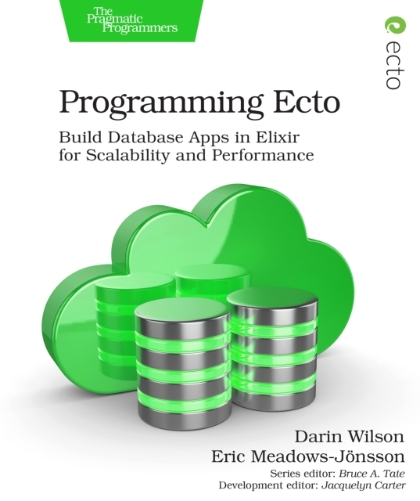 The
Pragmatic
Programmers
ecto
Programming Ecto
Build Database Apps in Elixir
for Scalability and Performance
Darin Wilson
Eric Meadows-Jönsson
Series editor: Bruce A. Tate
Development editor: Jacquelyn Carter